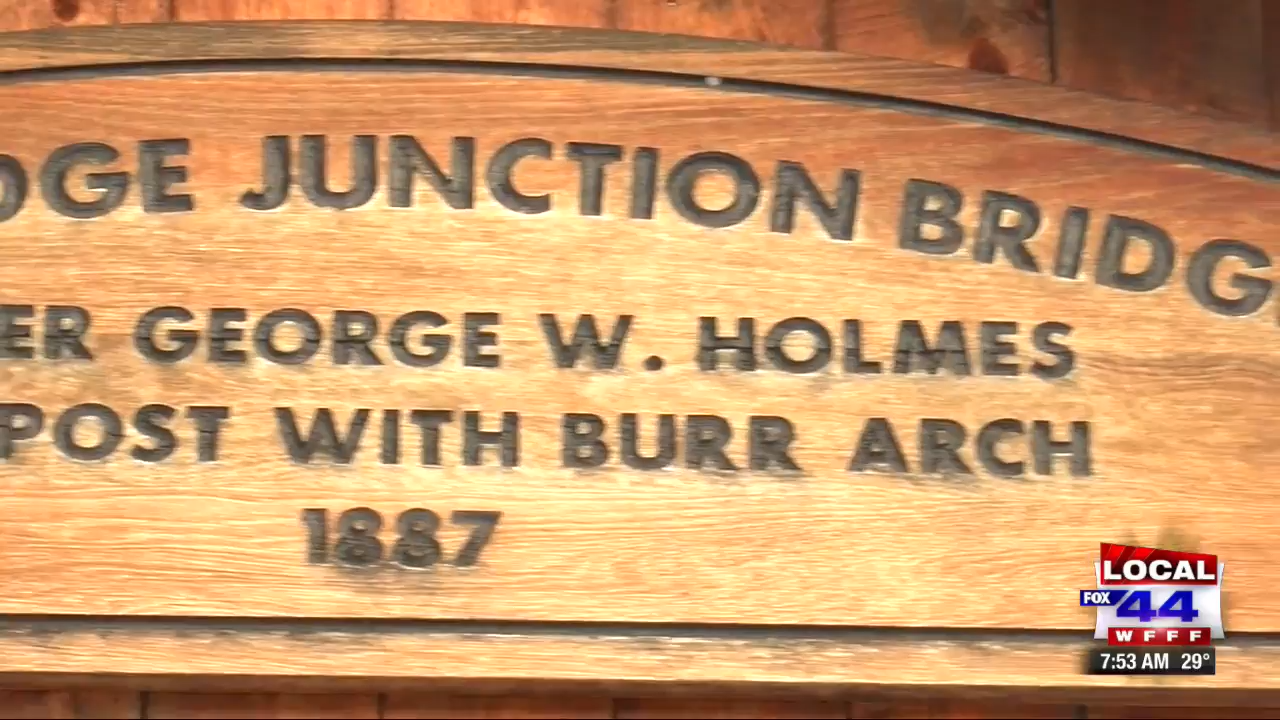 DGE JUNCTION BRIDG
ER GEORGE W. HOLMES
POST WITH BURR ARCH
1887
LOCAL
FOX 44
WFFF
7:53 AM 29°